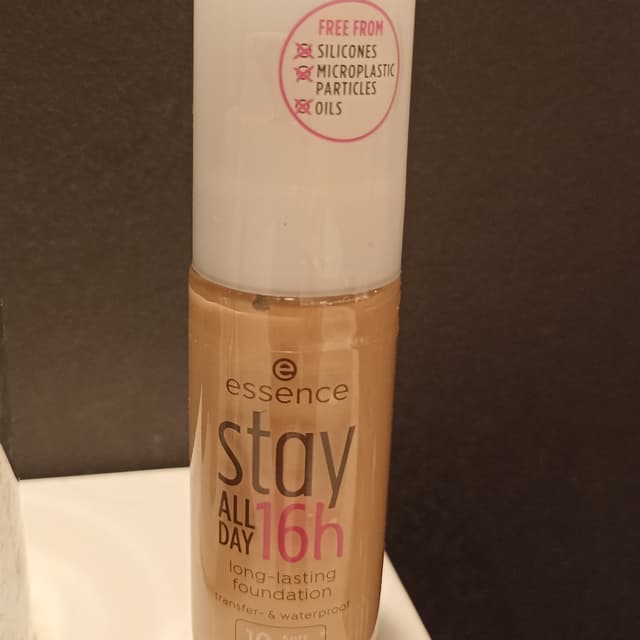 FREE FROM
SILICONES
MICROPLASTIC
PARTICLES
OILS
e
essence
stay
ALL
DAY 16h
long-lasting
foundation
transfer- & waterproof